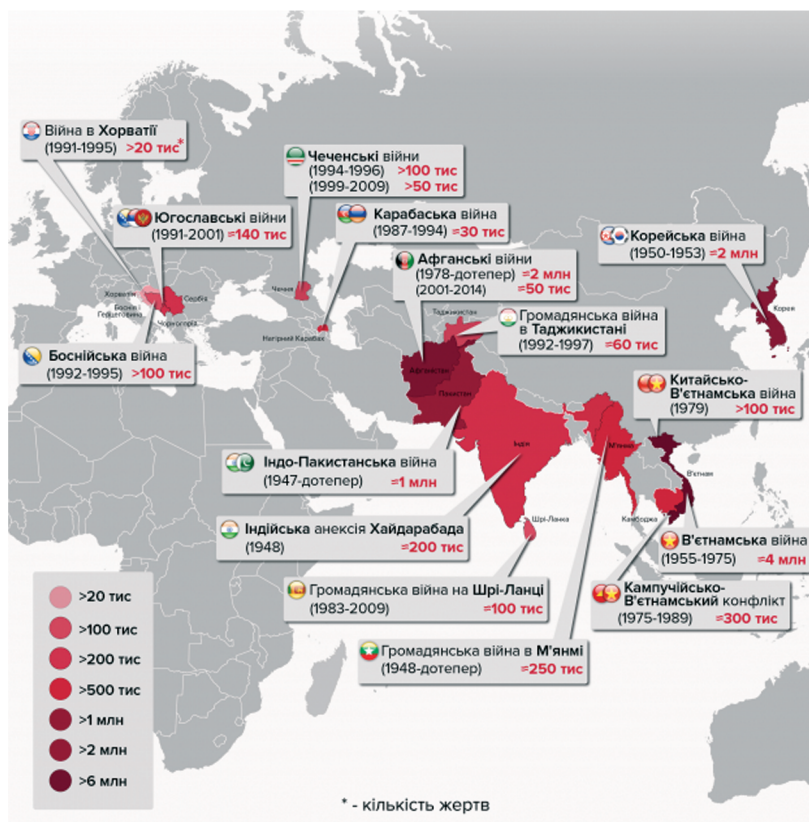 Війна в Хорватії
(1991-1995) >20 тис*
Чеченські війни
(1994-1996) >100 тис
(1999-2009) >50 тис
Югославські війни
(1991-2001) ≈140 тис
Карабаська війна
(1987-1994) ≈30 тис
Корейська війна
(1950-1953) ≈2 млн
Афганські війни
(1978-дотепер) ≈2 млн
(2001-2014) ≈50 тис
Хорватія
Боснія і
Герцеговина
Сербія
Чорногорія
Чечня
Нагірний Карабах
Таджикистан
Корея
Громадянська війна
в Таджикистані
(1992-1997) ≈60 тис
Боснійська війна
(1992-1995) >100 тис
Афганістан
Пакистан
Китайсько-
В'єтнамська війна
(1979) >100 тис
Індія
М'янма
В'єтнам
Індо-Пакистанська війна
(1947-дотепер) ≈1 млн
Шрі-Ланка
Камбоджа
Індійська анексія Хайдарабада
(1948) ≈200 тис
В'єтнамська війна
(1955-1975) ≈4 млн
Громадянська війна на Шрі-Ланці
(1983-2009) ≈100 тис
Кампучійсько-
В'єтнамський конфлікт
(1975-1989) ≈300 тис
Громадянська війна в М'янмі
(1948-дотепер) ≈250 тис
>20 тис
>100 тис
>200 тис
>500 тис
>1 млн
>2 млн
>6 млн
* - кількість жертв